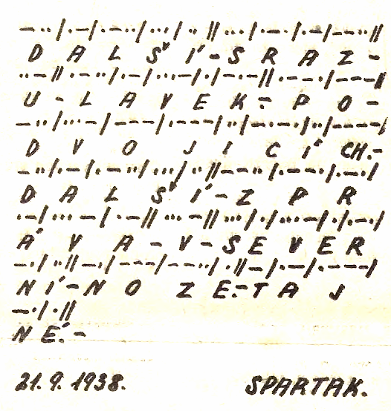 D A L Š Í - S R A Z -
U - L A V E K - P O -
D V O J I C Í CH.-
D A L Š Í - Z P R
Á V A - V - S E V E R
N Í - N O Z E.- T A J
N É.-
21.9.1938. SPARTAK.